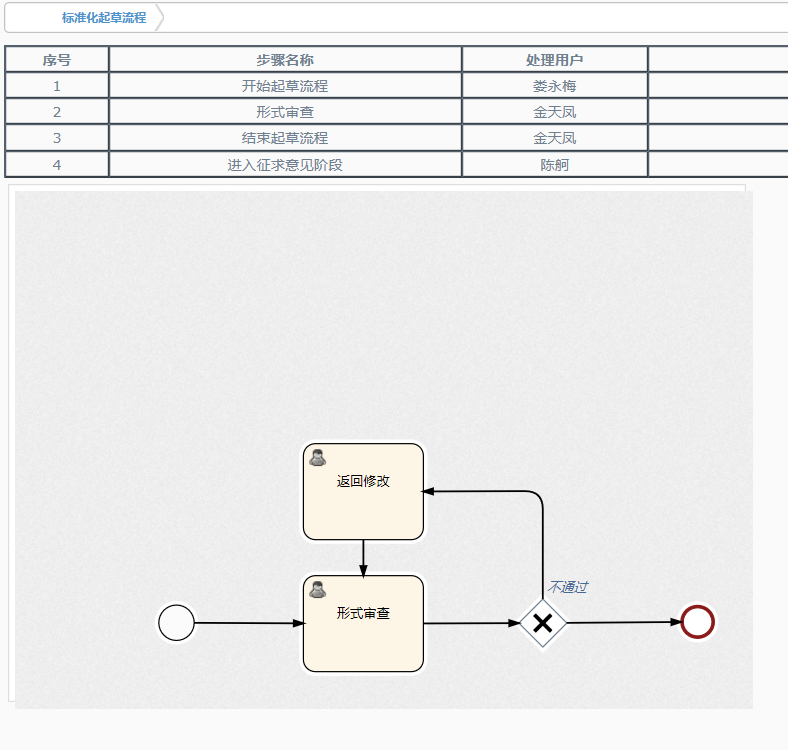 标准化起草流程
序号 步骤名称 处理用户
1 开始起草流程 娄永梅
2 形式审查 金天凤
3 结束起草流程 金天凤
4 进入征求意见阶段 陈舸
返回修改
不通过
形式审查